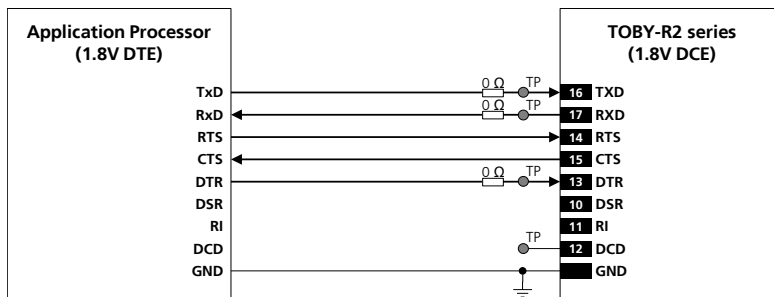 Application Processor
(1.8V DTE)
TOBY-R2 series
(1.8V DCE)
TxD 0 Ω TP 16 TXD
RxD 0 Ω TP 17 RXD
RTS 14 RTS
CTS 15 CTS
DTR 0 Ω TP 13 DTR
DSR 10 DSR
RI 11 RI
DCD TP 12 DCD
GND GND